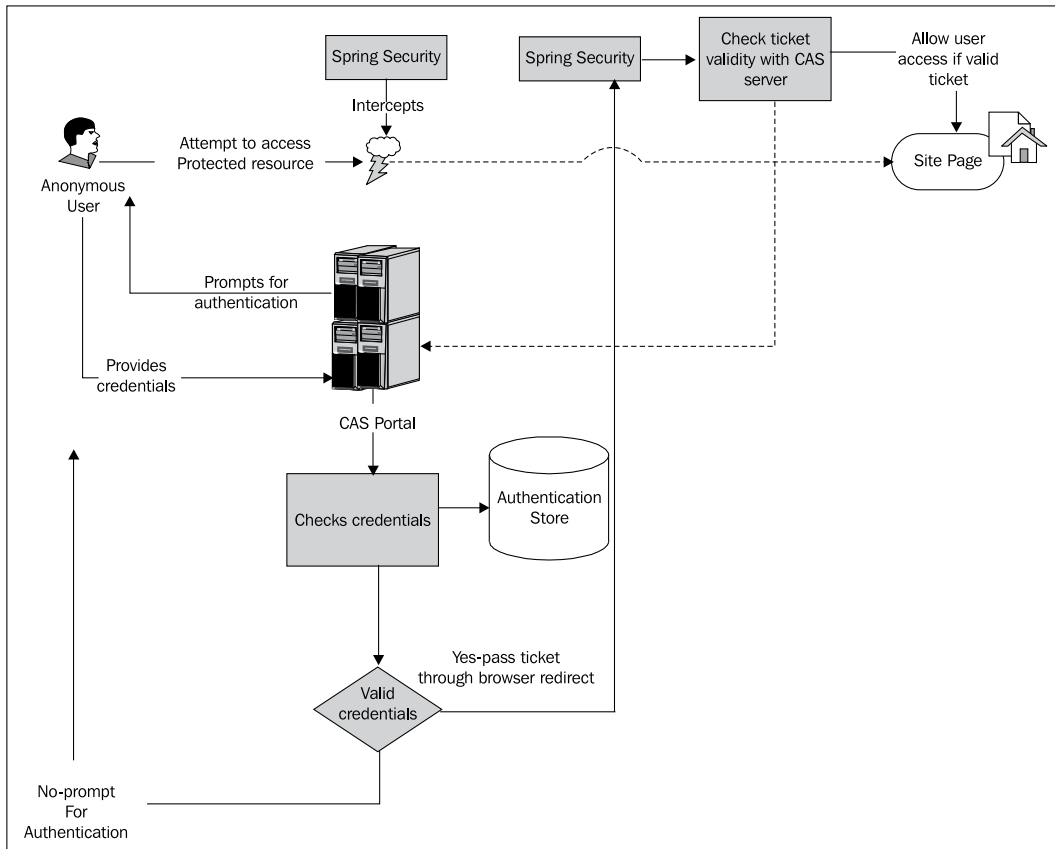 Spring Security
Intercepts
Spring Security
Check ticket
validity with CAS
server
Allow user
access if valid
ticket
Attempt to access
Protected resource
Anonymous
User
Site Page
Prompts for
authentication
Provides
credentials
CAS Portal
Checks credentials
Authentication
Store
Yes-pass ticket
through browser redirect
Valid
credentials
No-prompt
For
Authentication